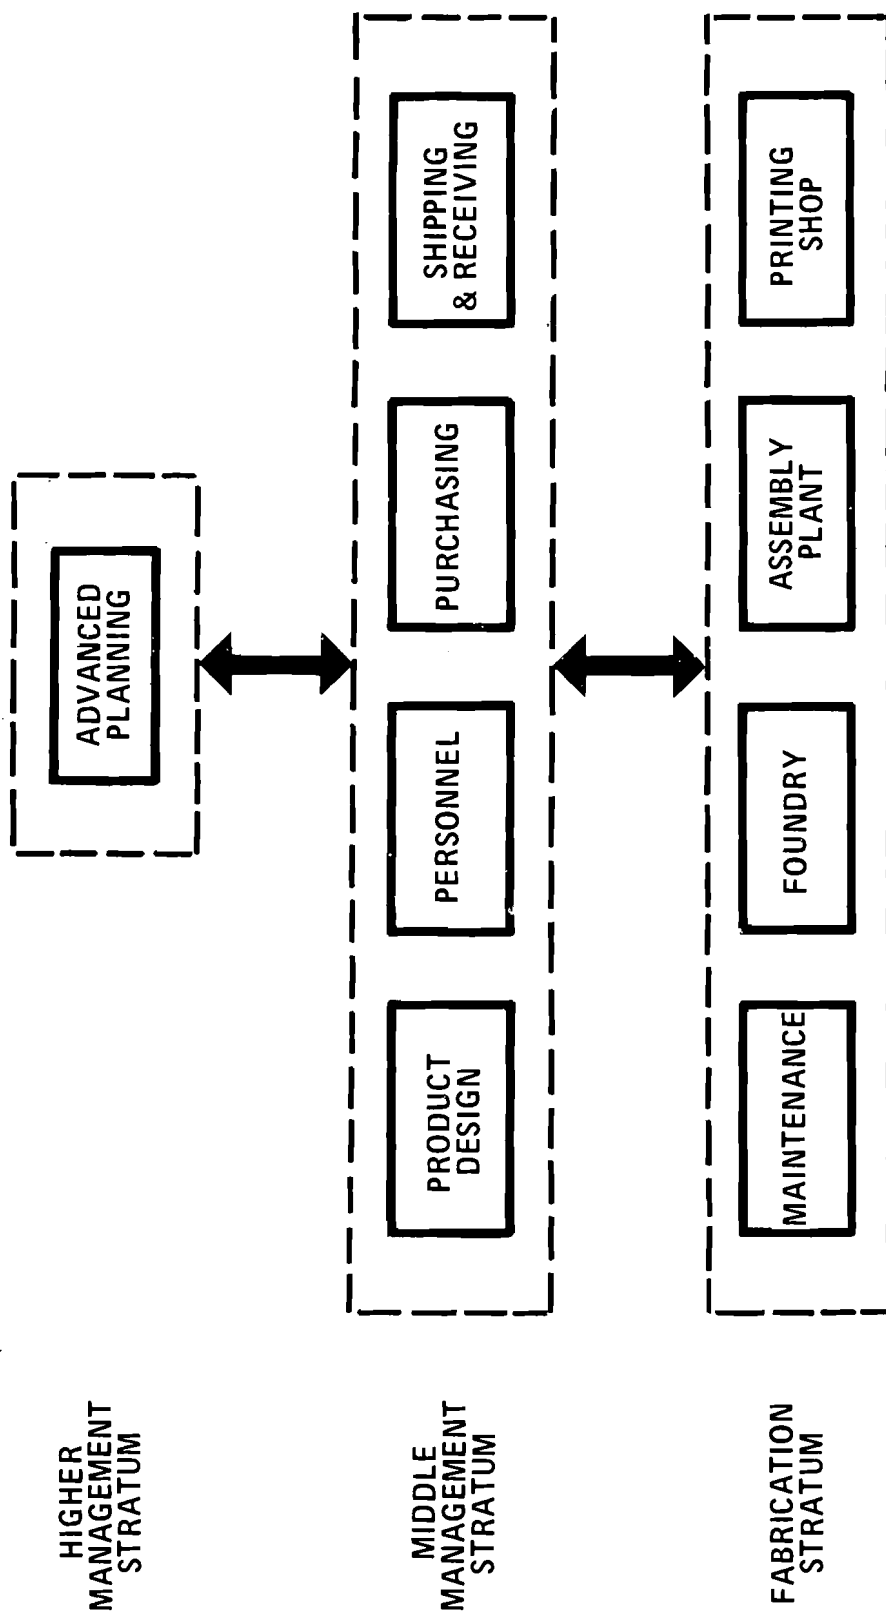 HIGHER
MANAGEMENT
STRATUM
ADVANCED
PLANNING
MIDDLE
MANAGEMENT
STRATUM
PRODUCT
DESIGN
PERSONNEL
PURCHASING
SHIPPING
& RECEIVING
FABRICATION
STRATUM
MAINTENANCE
FOUNDRY
ASSEMBLY
PLANT
PRINTING
SHOP